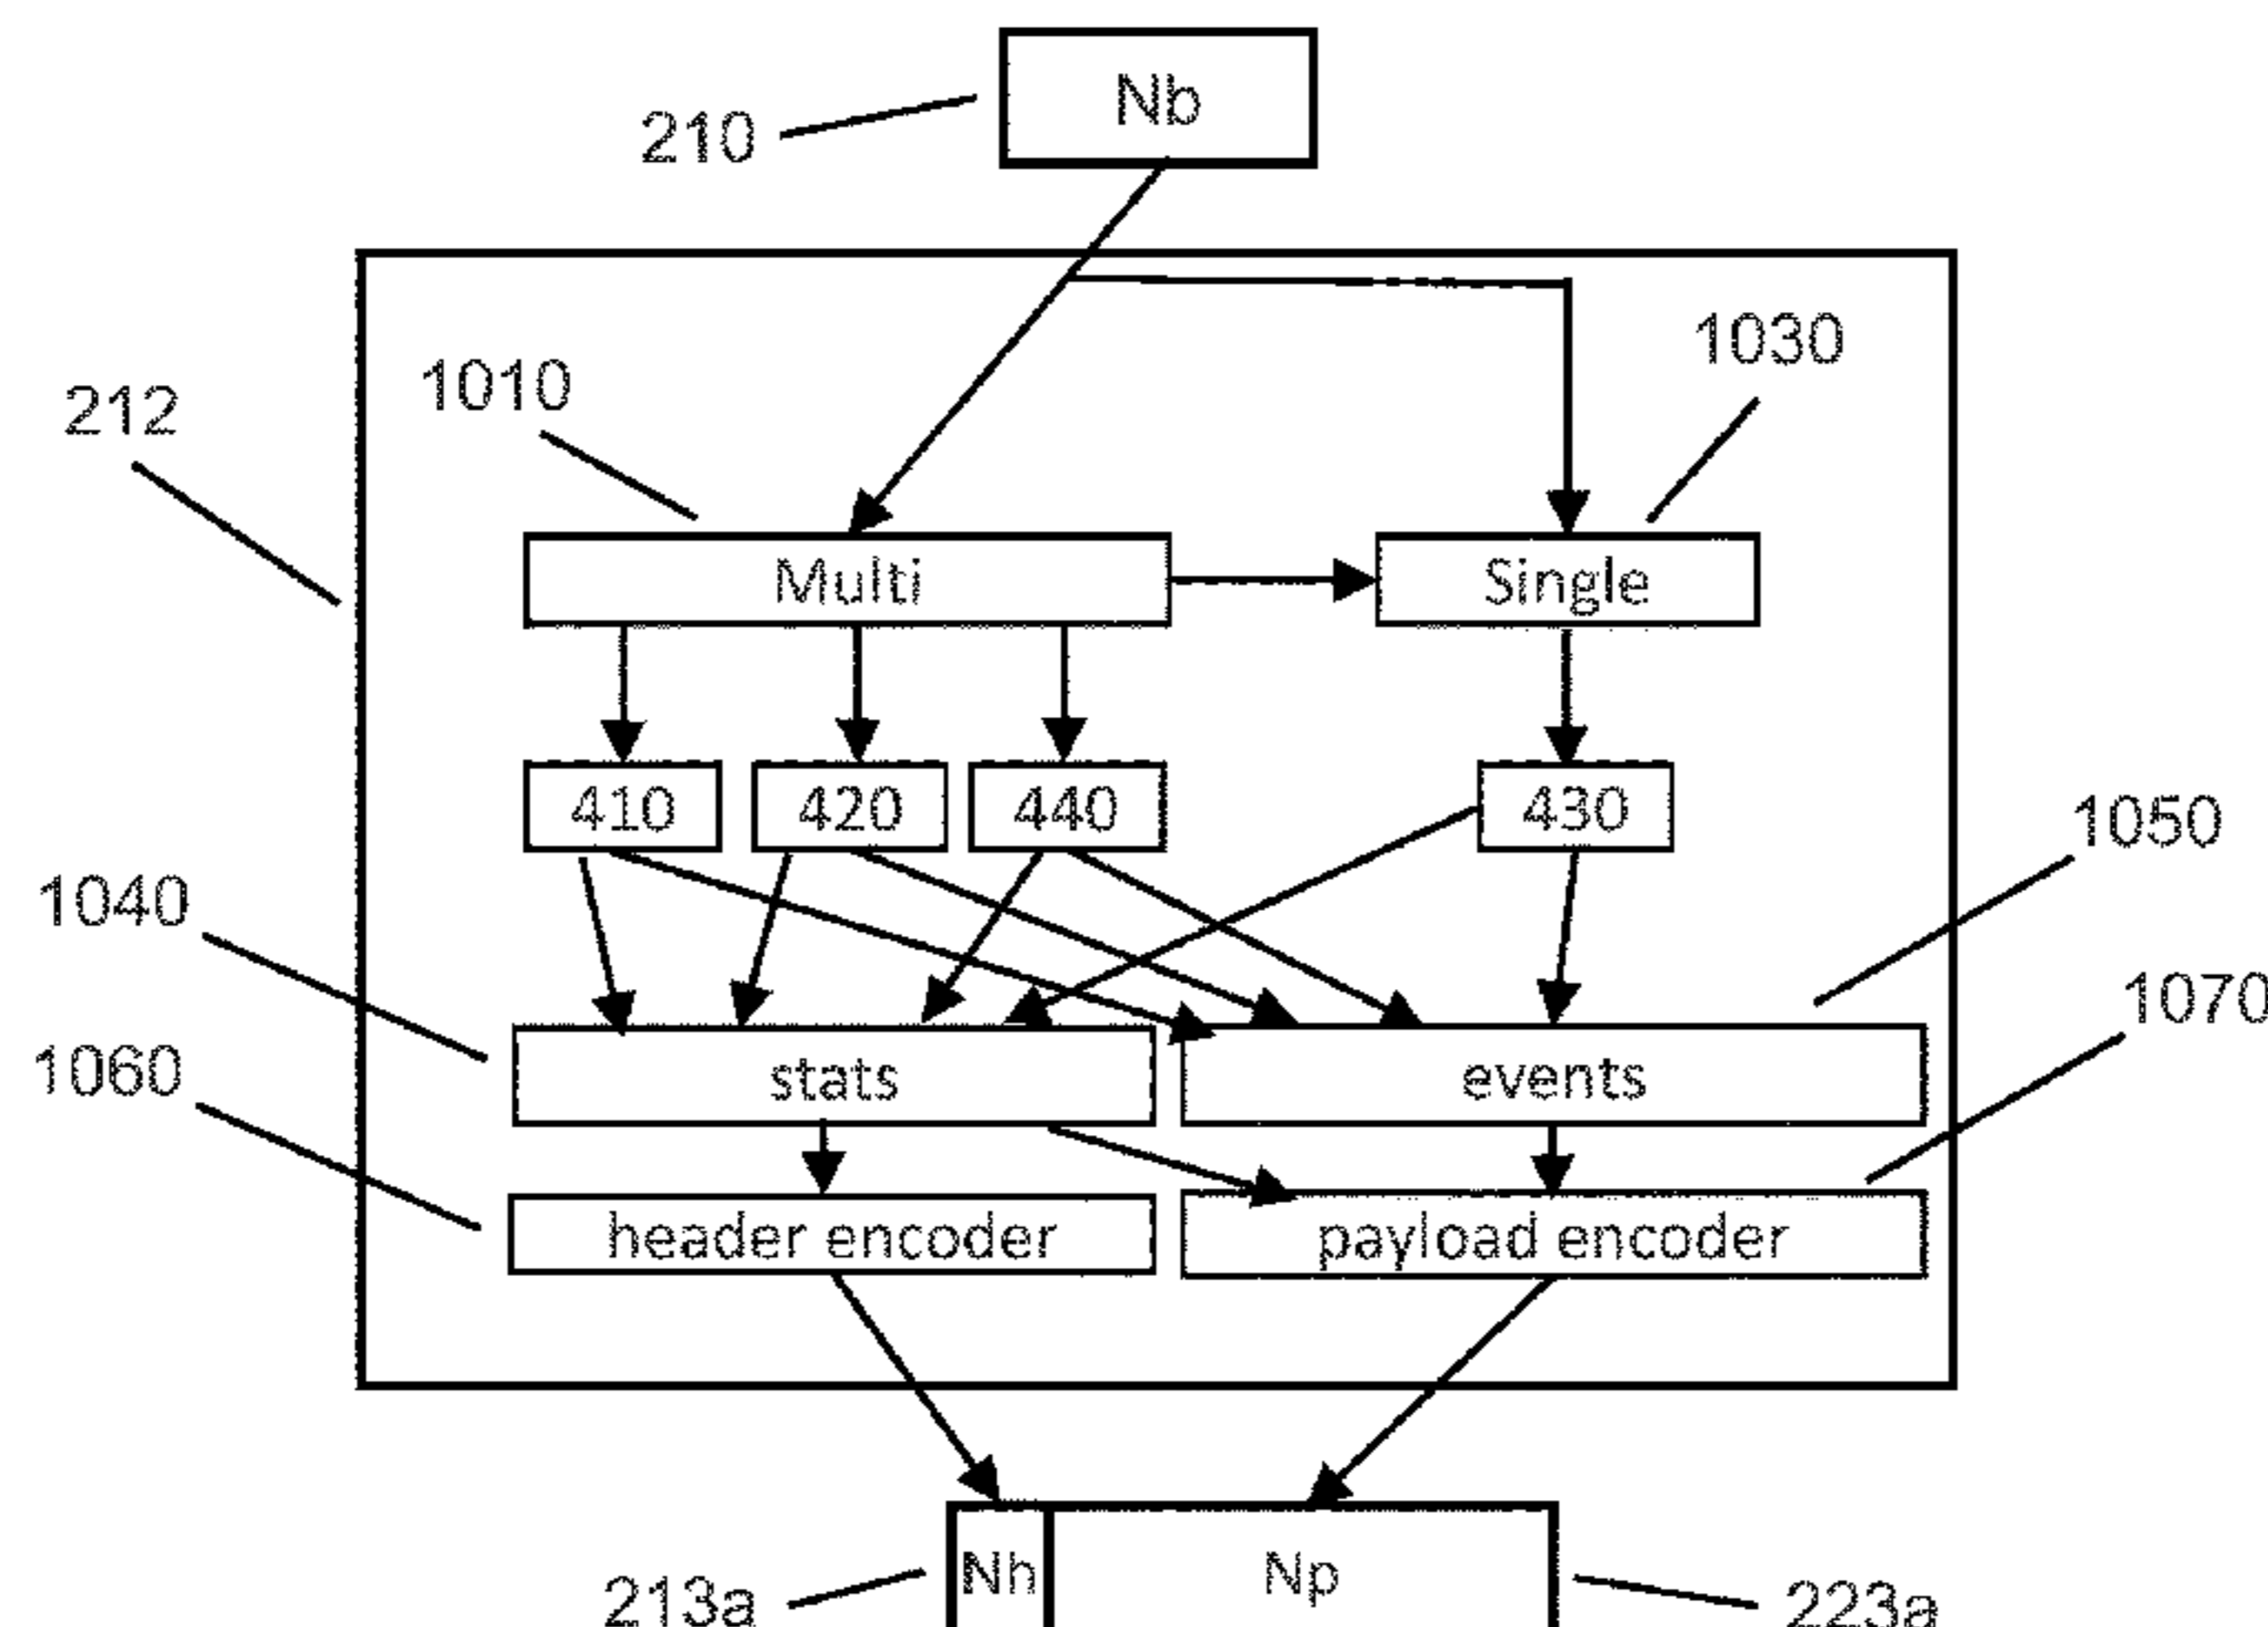 Nb
210
1030
1010
212
Multi
Single
410
420
440
430
1050
1040
1070
1060
stats
events
header encoder
payload encoder
Nh
Np
213a
223a